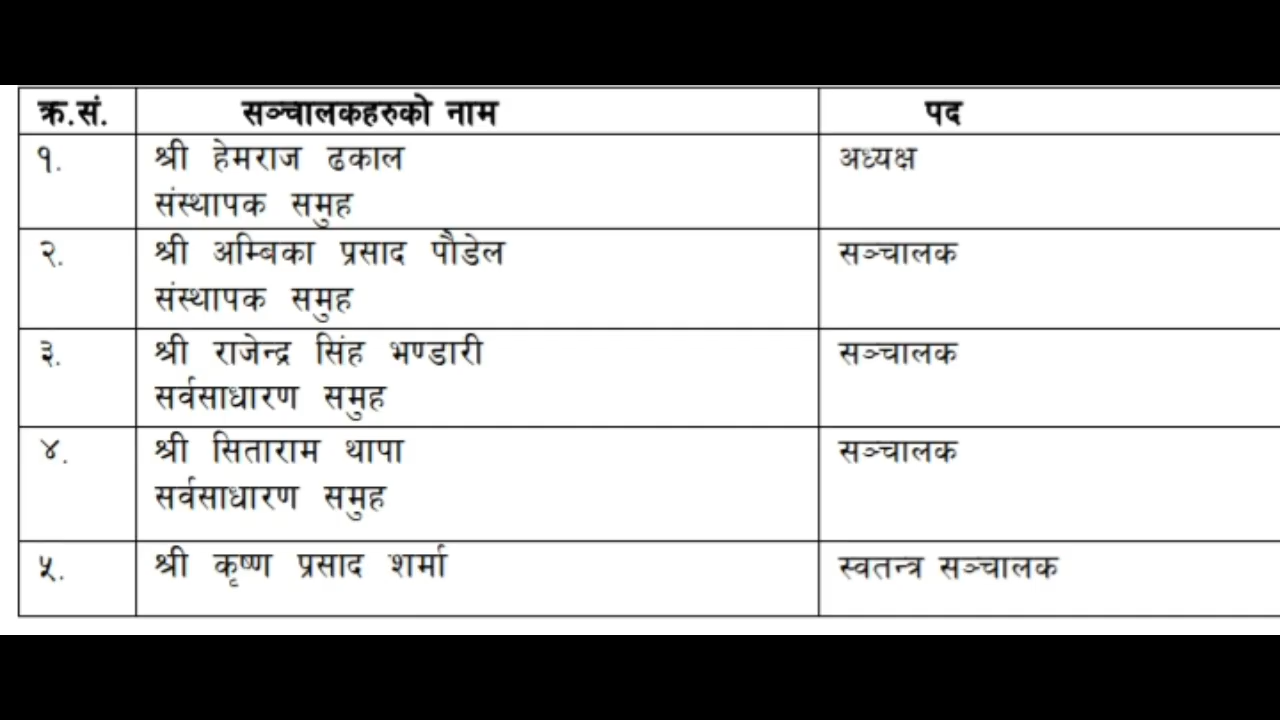 क्र.सं. सञ्चालकहरुको नाम पद
१. श्री हेमराज ढकाल अध्यक्ष
संस्थापक समुह
२. श्री अम्बिका प्रसाद पौडेल सञ्चालक
संस्थापक समुह
३. श्री राजेन्द्र सिंह भण्डारी सञ्चालक
सर्वसाधारण समुह
४. श्री सिताराम थापा सञ्चालक
सर्वसाधारण समुह
५. श्री कृष्ण प्रसाद शर्मा स्वतन्त्र सञ्चालक